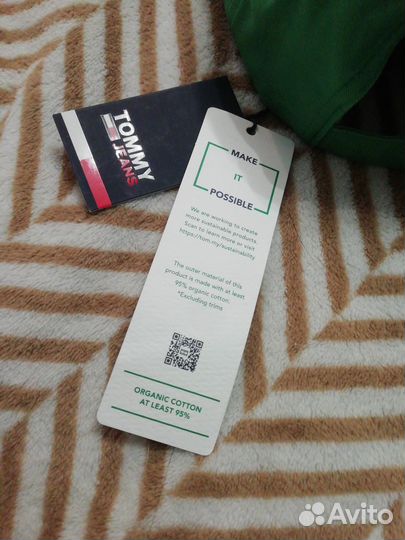 TOMMY
JEANS
MAKE
IT
POSSIBLE
We are working to create
more sustainable products.
Scan to learn more or visit
https://tom.my/sustainability
The outer material of this
product is made with at least
95% organic cotton.
*Excluding trims
ORGANIC COTTON
AT LEAST 95%
Avito